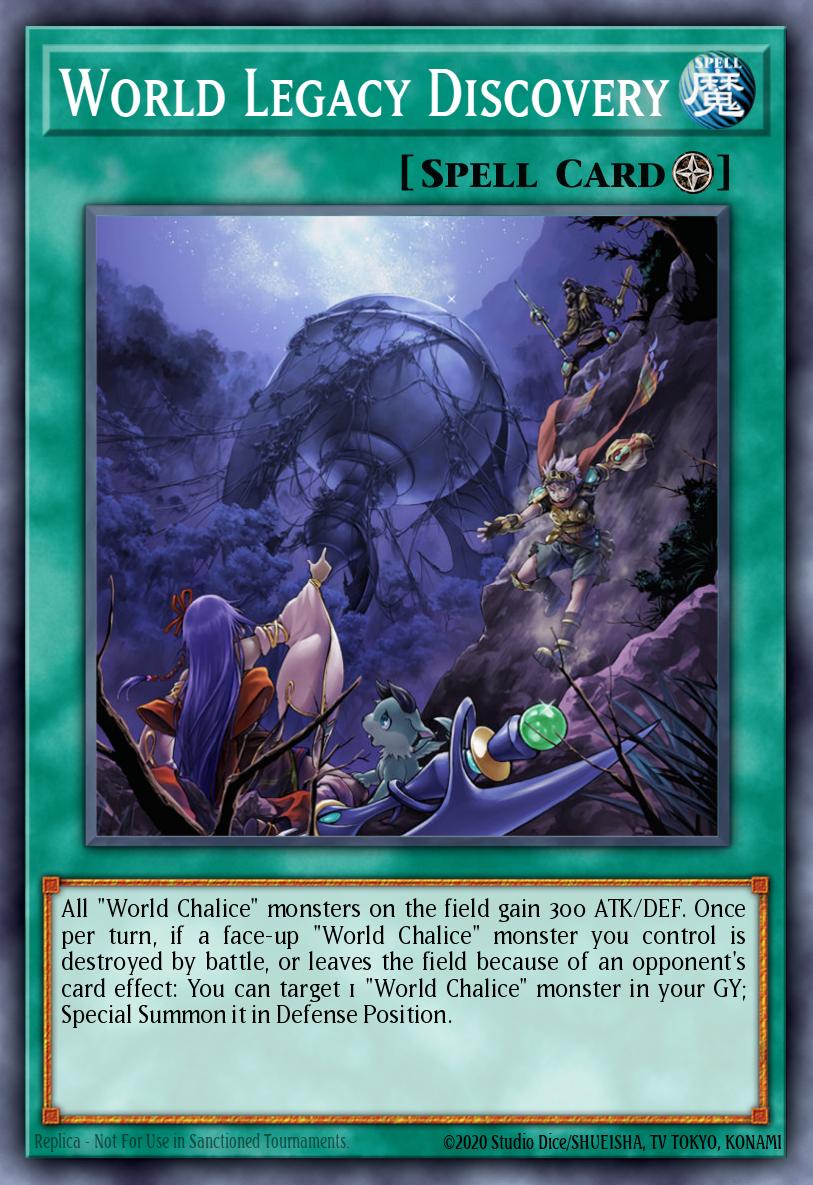 World Legacy Discovery
SPELL
魔
[Spell Card]
All "World Chalice" monsters on the field gain 300 ATK/DEF. Once
per turn, if a face-up "World Chalice" monster you control is
destroyed by battle, or leaves the field because of an opponent's
card effect: You can target 1 "World Chalice" monster in your GY;
Special Summon it in Defense Position.
Replica - Not For Use in Sanctioned Tournaments.
©2020 Studio Dice/SHUEISHA, TV TOKYO, KONAMI